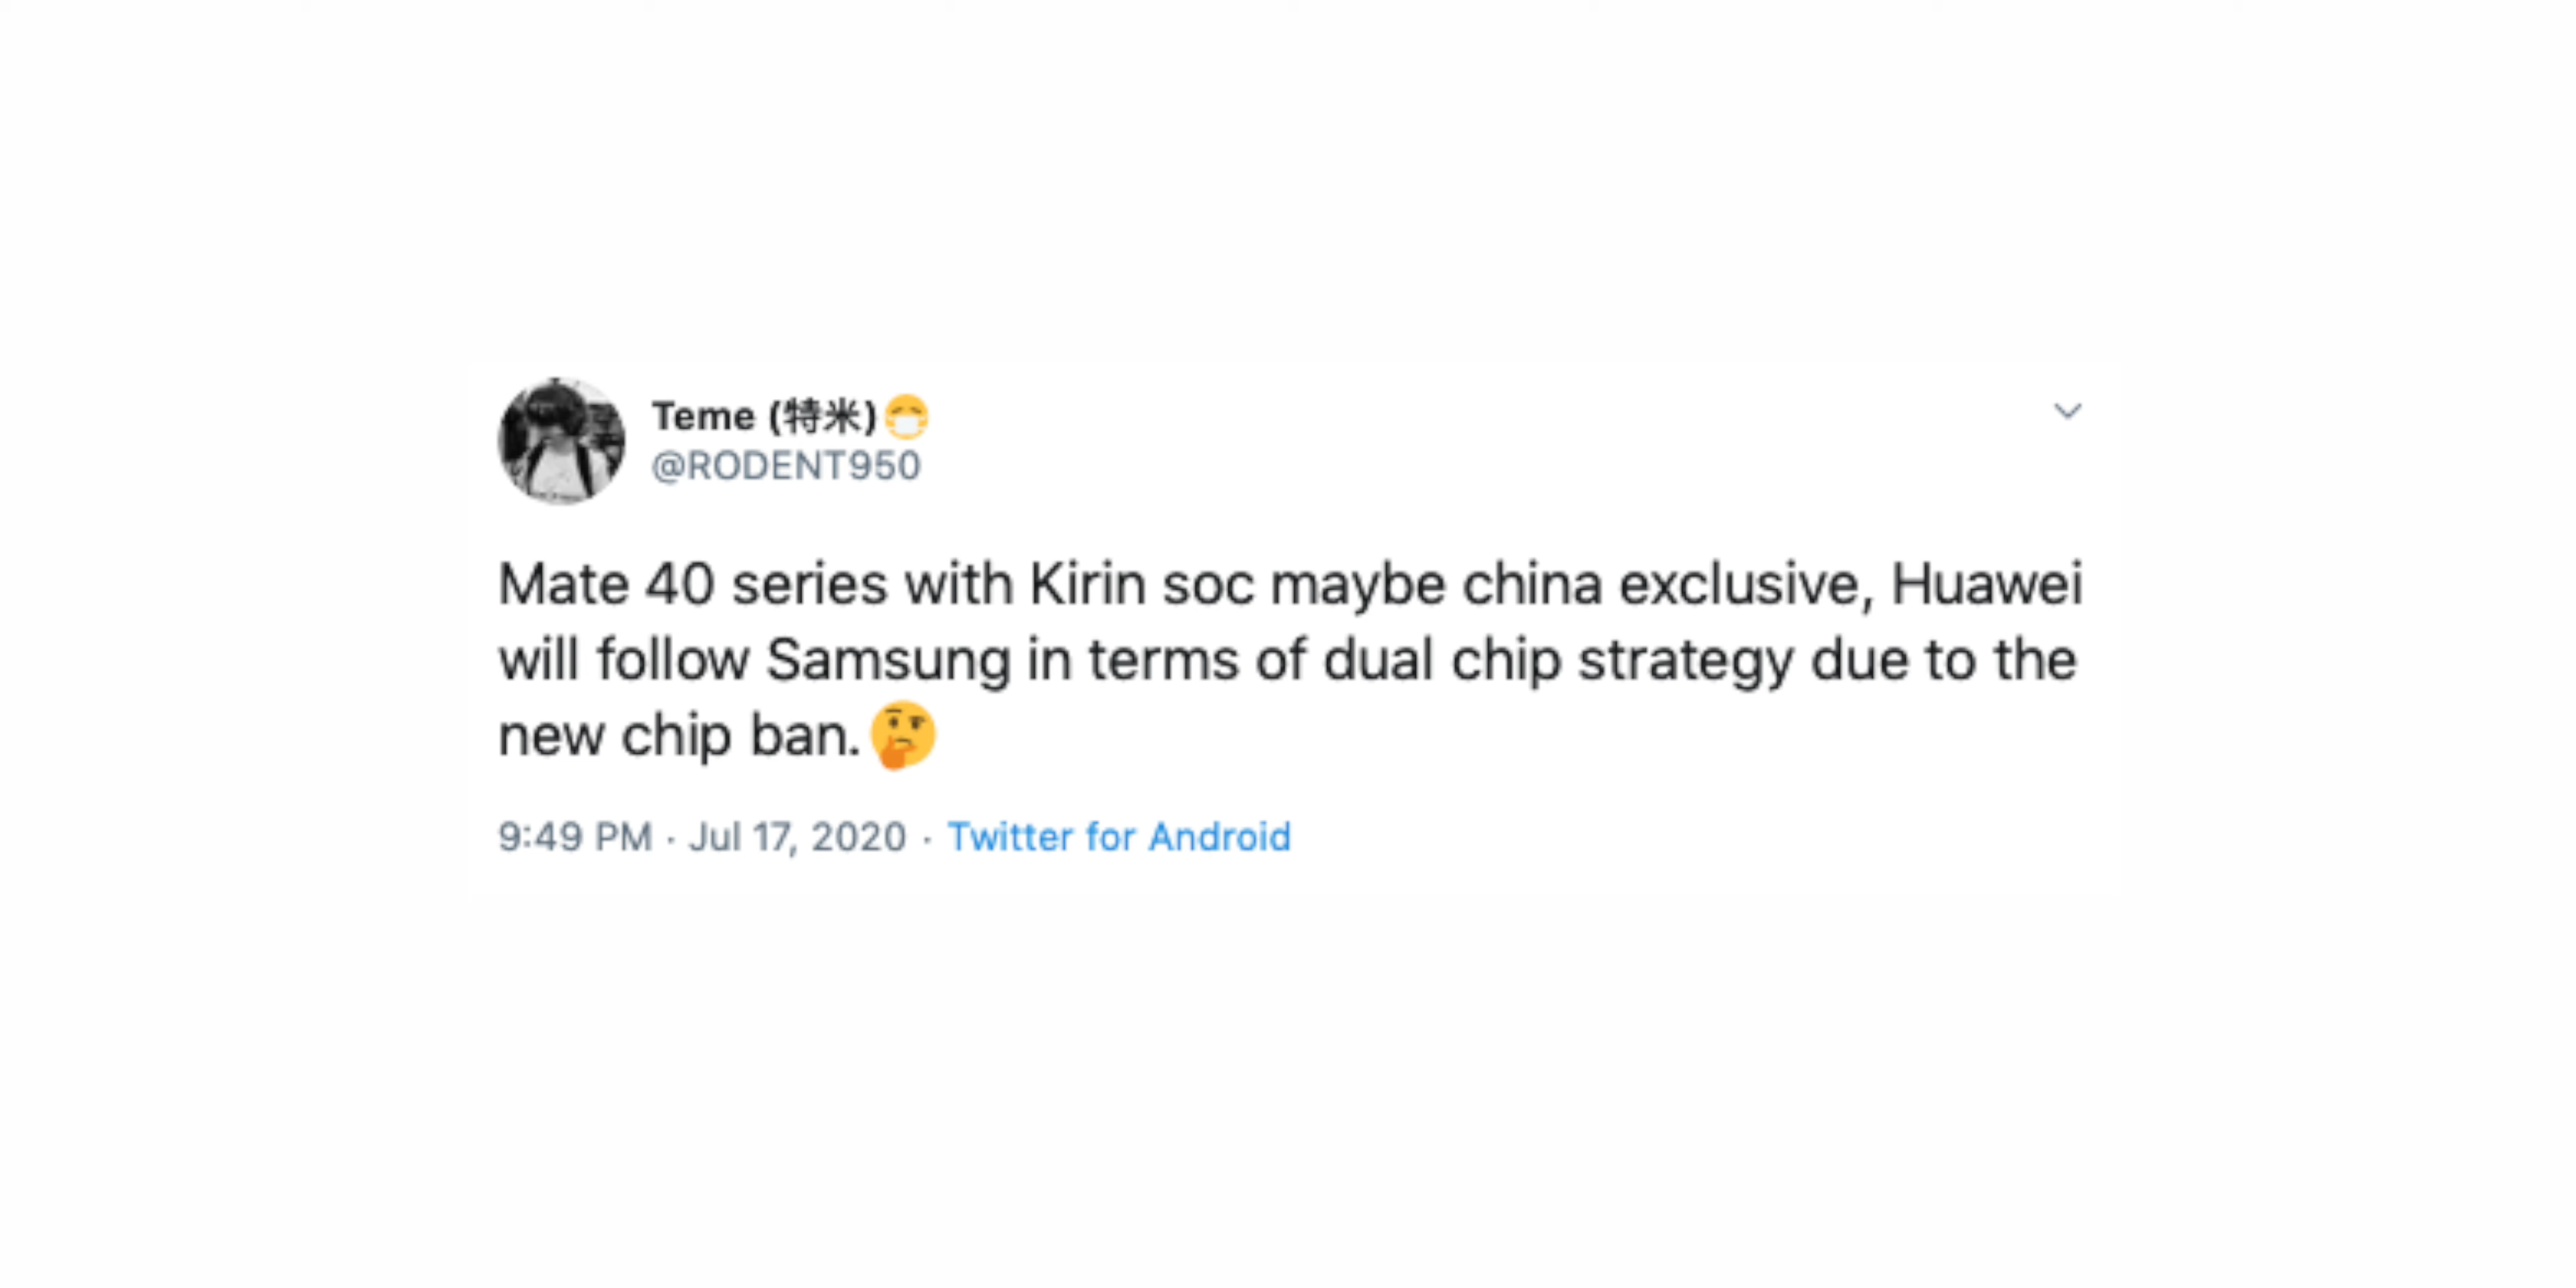 Teme (特米)😷
@RODENT950
Mate 40 series with Kirin soc maybe china exclusive, Huawei
will follow Samsung in terms of dual chip strategy due to the
new chip ban.🤔
9:49 PM · Jul 17, 2020 · Twitter for Android